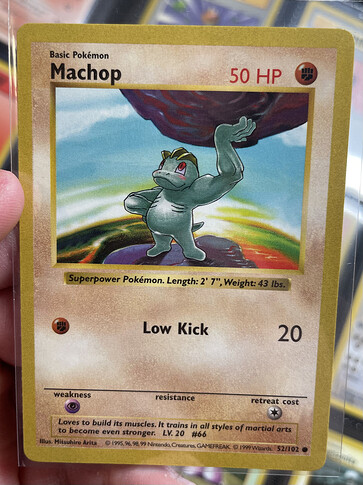 Basic Pokémon
Machop 50 HP
Superpower Pokémon. Length: 2' 7", Weight: 43 lbs.
Low Kick 20
weakness resistance retreat cost
Loves to build its muscles. It trains in all styles of martial arts
to become even stronger. LV. 20 #66
Illus. Mitsuhiro Arita © 1995, 96, 98, 99 Nintendo, Creatures, GAMEFREAK. © 1999 Wizards. 52/102